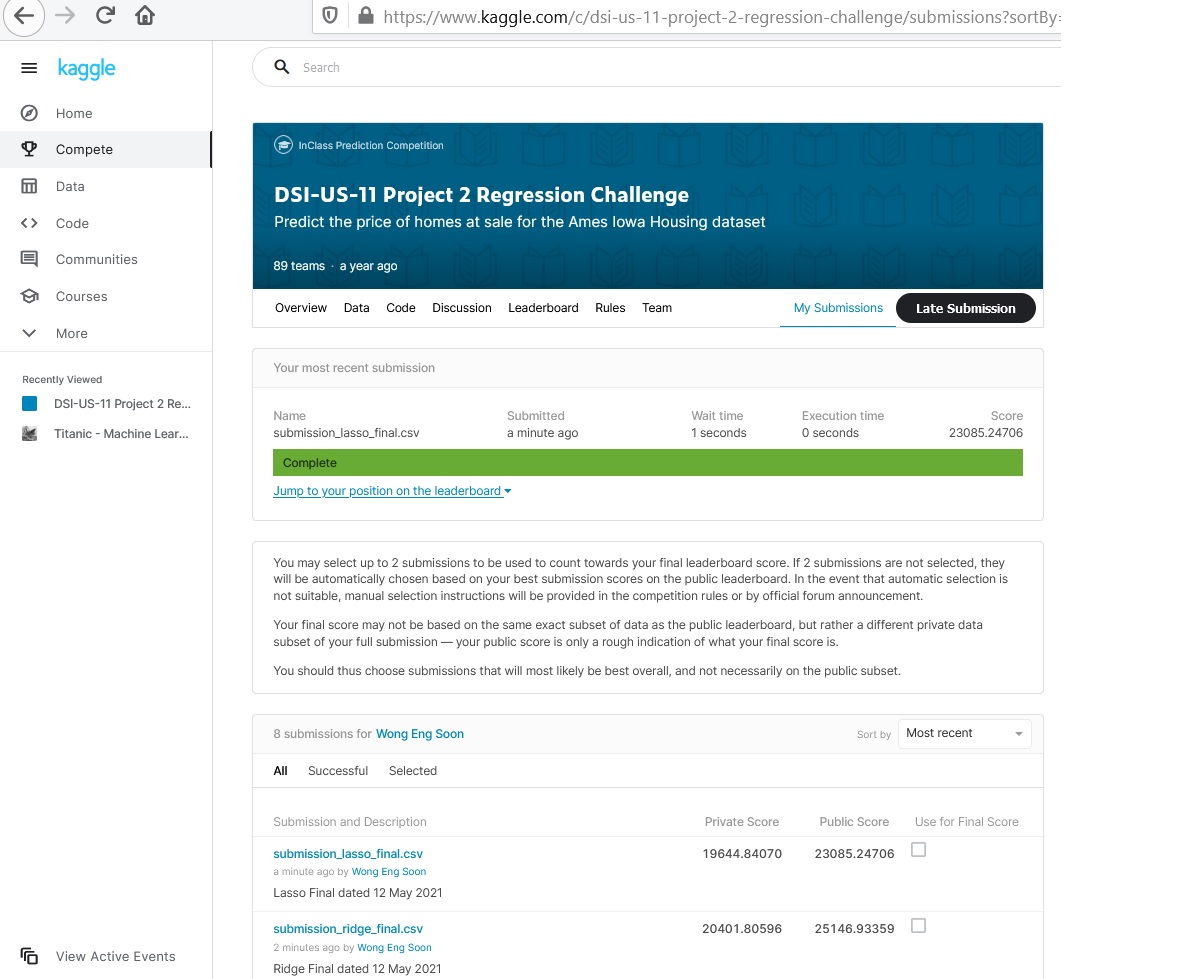 https://www.kaggle.com/c/dsi-us-11-project-2-regression-challenge/submissions?sortBy=
kaggle
Search
Home
Compete
Data
Code
Communities
Courses
More
Recently Viewed
DSI-US-11 Project 2 Re...
Titanic - Machine Lear...
View Active Events
InClass Prediction Competition
DSI-US-11 Project 2 Regression Challenge
Predict the price of homes at sale for the Ames Iowa Housing dataset
89 teams · a year ago
Overview Data Code Discussion Leaderboard Rules Team My Submissions Late Submission
Your most recent submission
Name Submitted Wait time Execution time Score
submission_lasso_final.csv a minute ago 1 seconds 0 seconds 23085.24706
Complete
Jump to your position on the leaderboard
You may select up to 2 submissions to be used to count towards your final leaderboard score. If 2 submissions are not selected, they
will be automatically chosen based on your best submission scores on the public leaderboard. In the event that automatic selection is
not suitable, manual selection instructions will be provided in the competition rules or by official forum announcement.
Your final score may not be based on the same exact subset of data as the public leaderboard, but rather a different private data
subset of your full submission — your public score is only a rough indication of what your final score is.
You should thus choose submissions that will most likely be best overall, and not necessarily on the public subset.
8 submissions for Wong Eng Soon Sort by Most recent
All Successful Selected
Submission and Description Private Score Public Score Use for Final Score
submission_lasso_final.csv 19644.84070 23085.24706
a minute ago by Wong Eng Soon
Lasso Final dated 12 May 2021
submission_ridge_final.csv 20401.80596 25146.93359
2 minutes ago by Wong Eng Soon
Ridge Final dated 12 May 2021